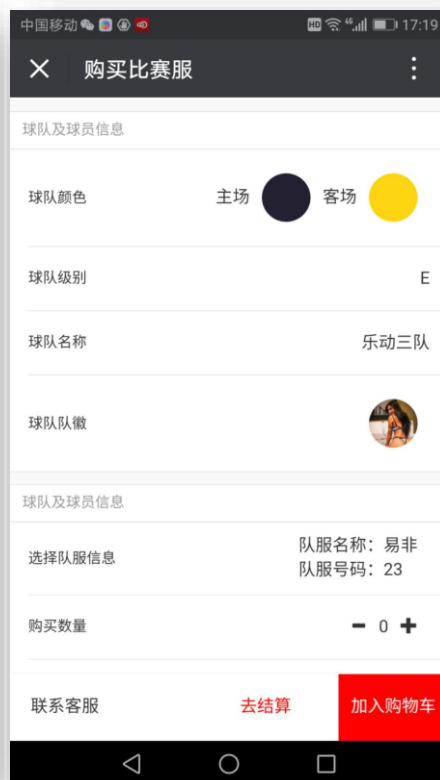 中国移动 HD 46 17:19
购买比赛服
球队及球员信息
球队颜色 主场 客场
球队级别 E
球队名称 乐动三队
球队队徽
球队及球员信息
选择队服信息 队服名称：易非
队服号码：23
购买数量 0
联系客服 去结算 加入购物车